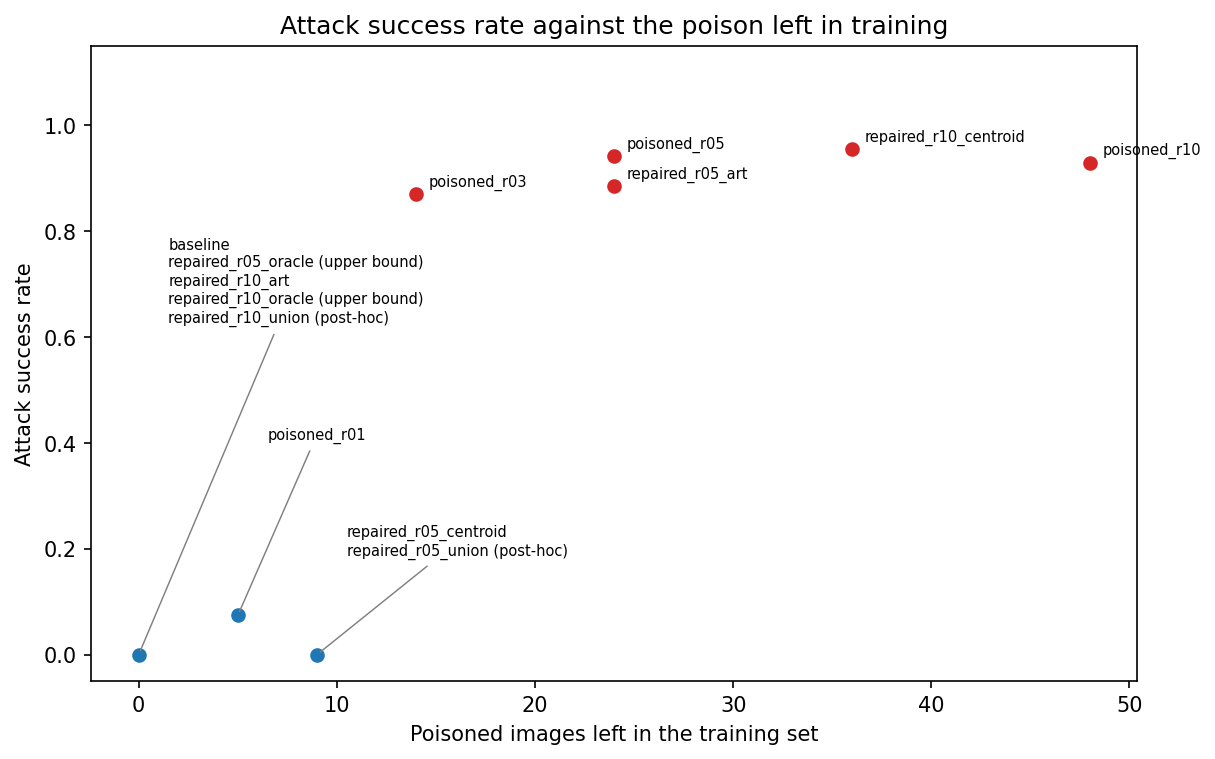 Attack success rate against the poison left in training
1.0
0.8
0.6
0.4
0.2
0.0
Attack success rate
repaired_r10_centroid
poisoned_r05
poisoned_r10
repaired_r05_art
poisoned_r03
baseline
repaired_r05_oracle (upper bound)
repaired_r10_art
repaired_r10_oracle (upper bound)
repaired_r10_union (post-hoc)
poisoned_r01
repaired_r05_centroid
repaired_r05_union (post-hoc)
0 10 20 30 40 50
Poisoned images left in the training set